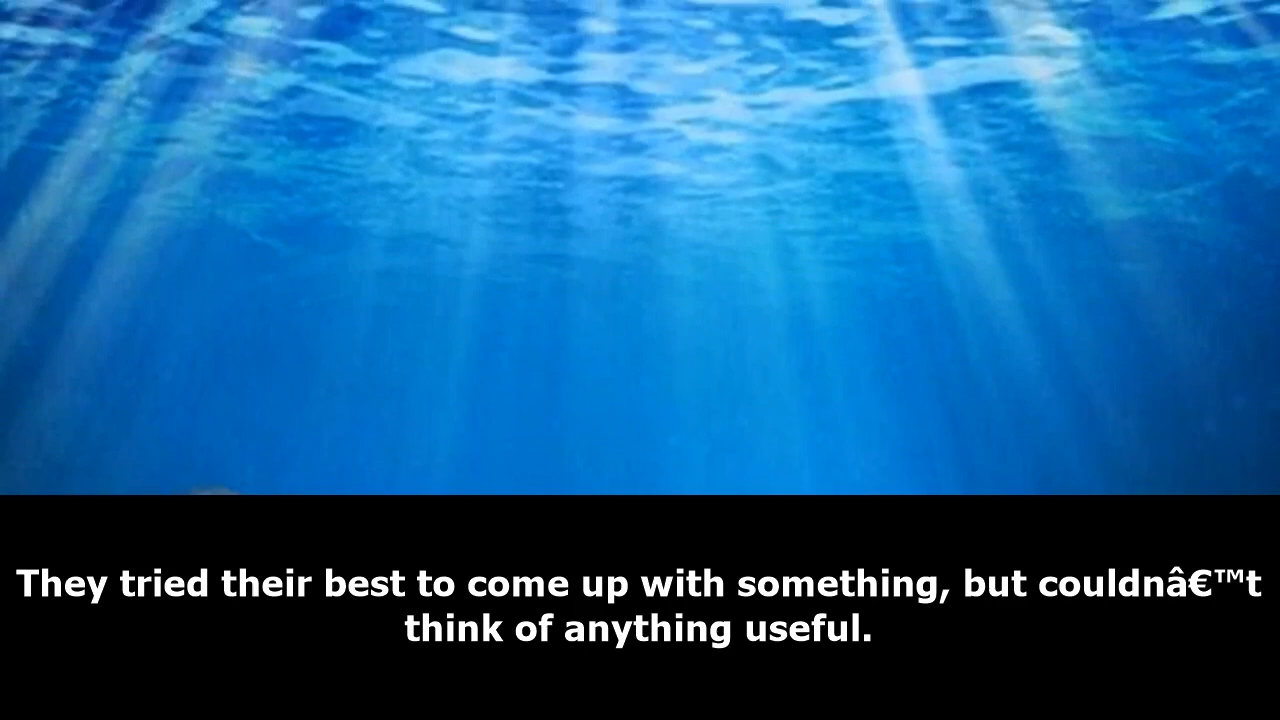 They tried their best to come up with something, but couldnâ€™t
think of anything useful.